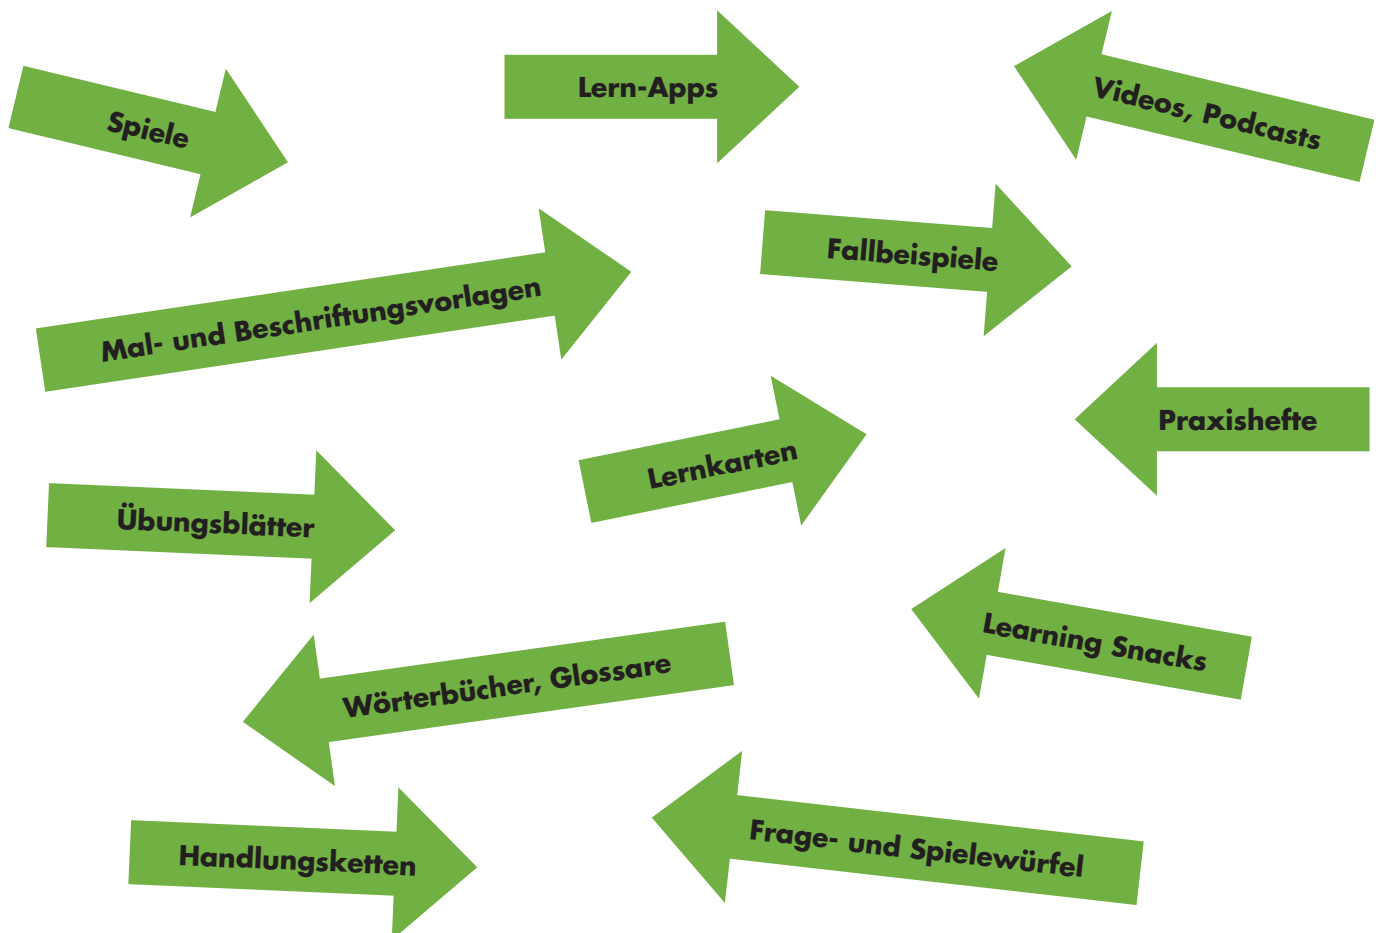 Spiele
Lern-Apps
Videos, Podcasts
Mal- und Beschriftungsvorlagen
Fallbeispiele
Lernkarten
Praxishefte
Übungsblätter
Learning Snacks
Wörterbücher, Glossare
Handlungsketten
Frage- und Spielewürfel